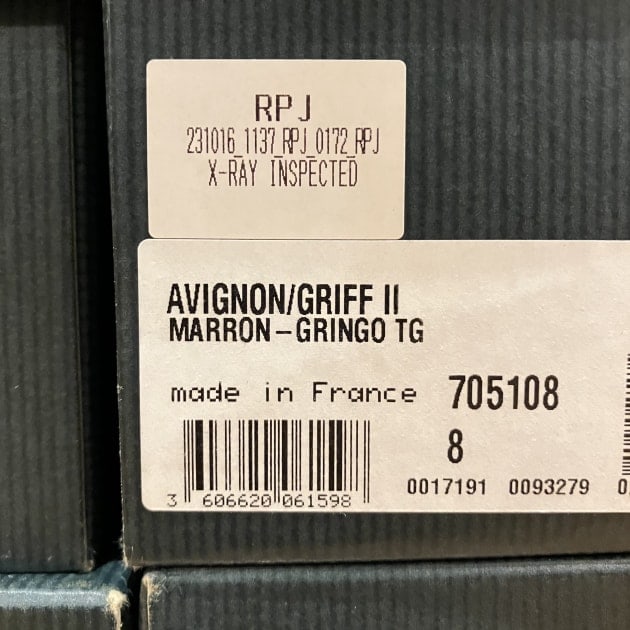 RPJ
231016_1137_RPJ_0172_RPJ
X-RAY INSPECTED
AVIGNON/GRIFF II
MARRON-GRINGO TG
made in France 705108
8
3 606620 061598
0017191 0093279